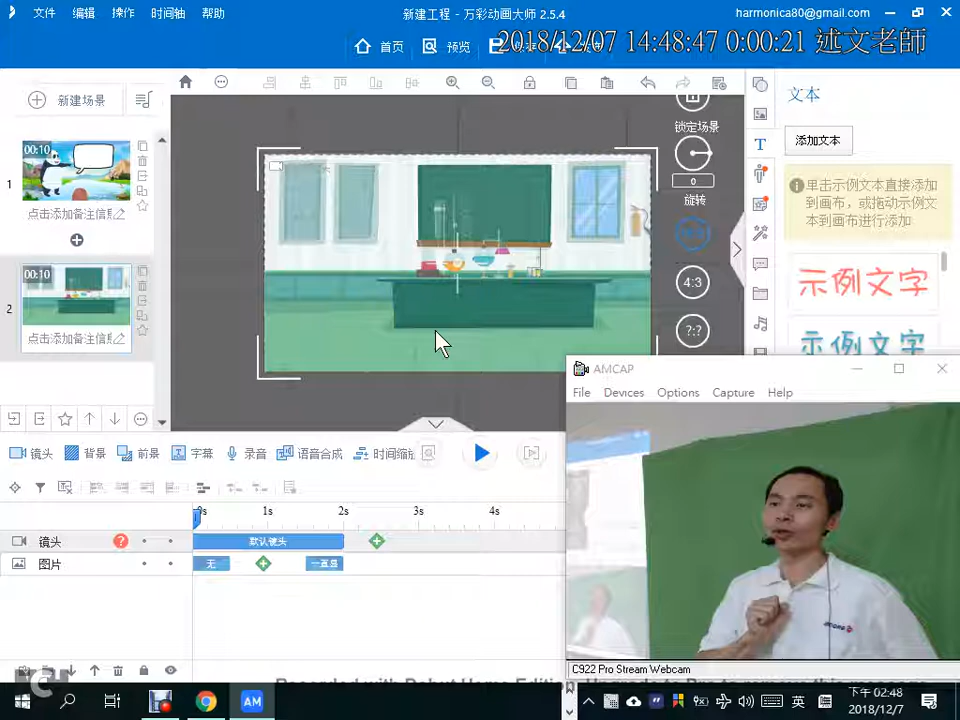 文件 编辑 操作 时间轴 帮助
新建工程 - 万彩动画大师 2.5.4
harmonica80@gmail.com
首页 预览
2018/12/07 14:48:47 0:00:21 述文老師
新建场景
锁定场景
文本
添加文本
0
旋转
单击示例文本直接添加
到画布，或拖动示例文
本到画布进行添加
4:3
?:?
示例文字
示例文字
1
00:10
点击添加备注信息
2
00:10
点击添加备注信息
AMCAP
File Devices Options Capture Help
镜头 背景 前景 字幕 录音 语音合成 时间缩放
0s 1s 2s 3s 4s
镜头 ? 默认镜头
图片 无 一直显
C922 Pro Stream Webcam
AM
英
下午 02:48
2018/12/7